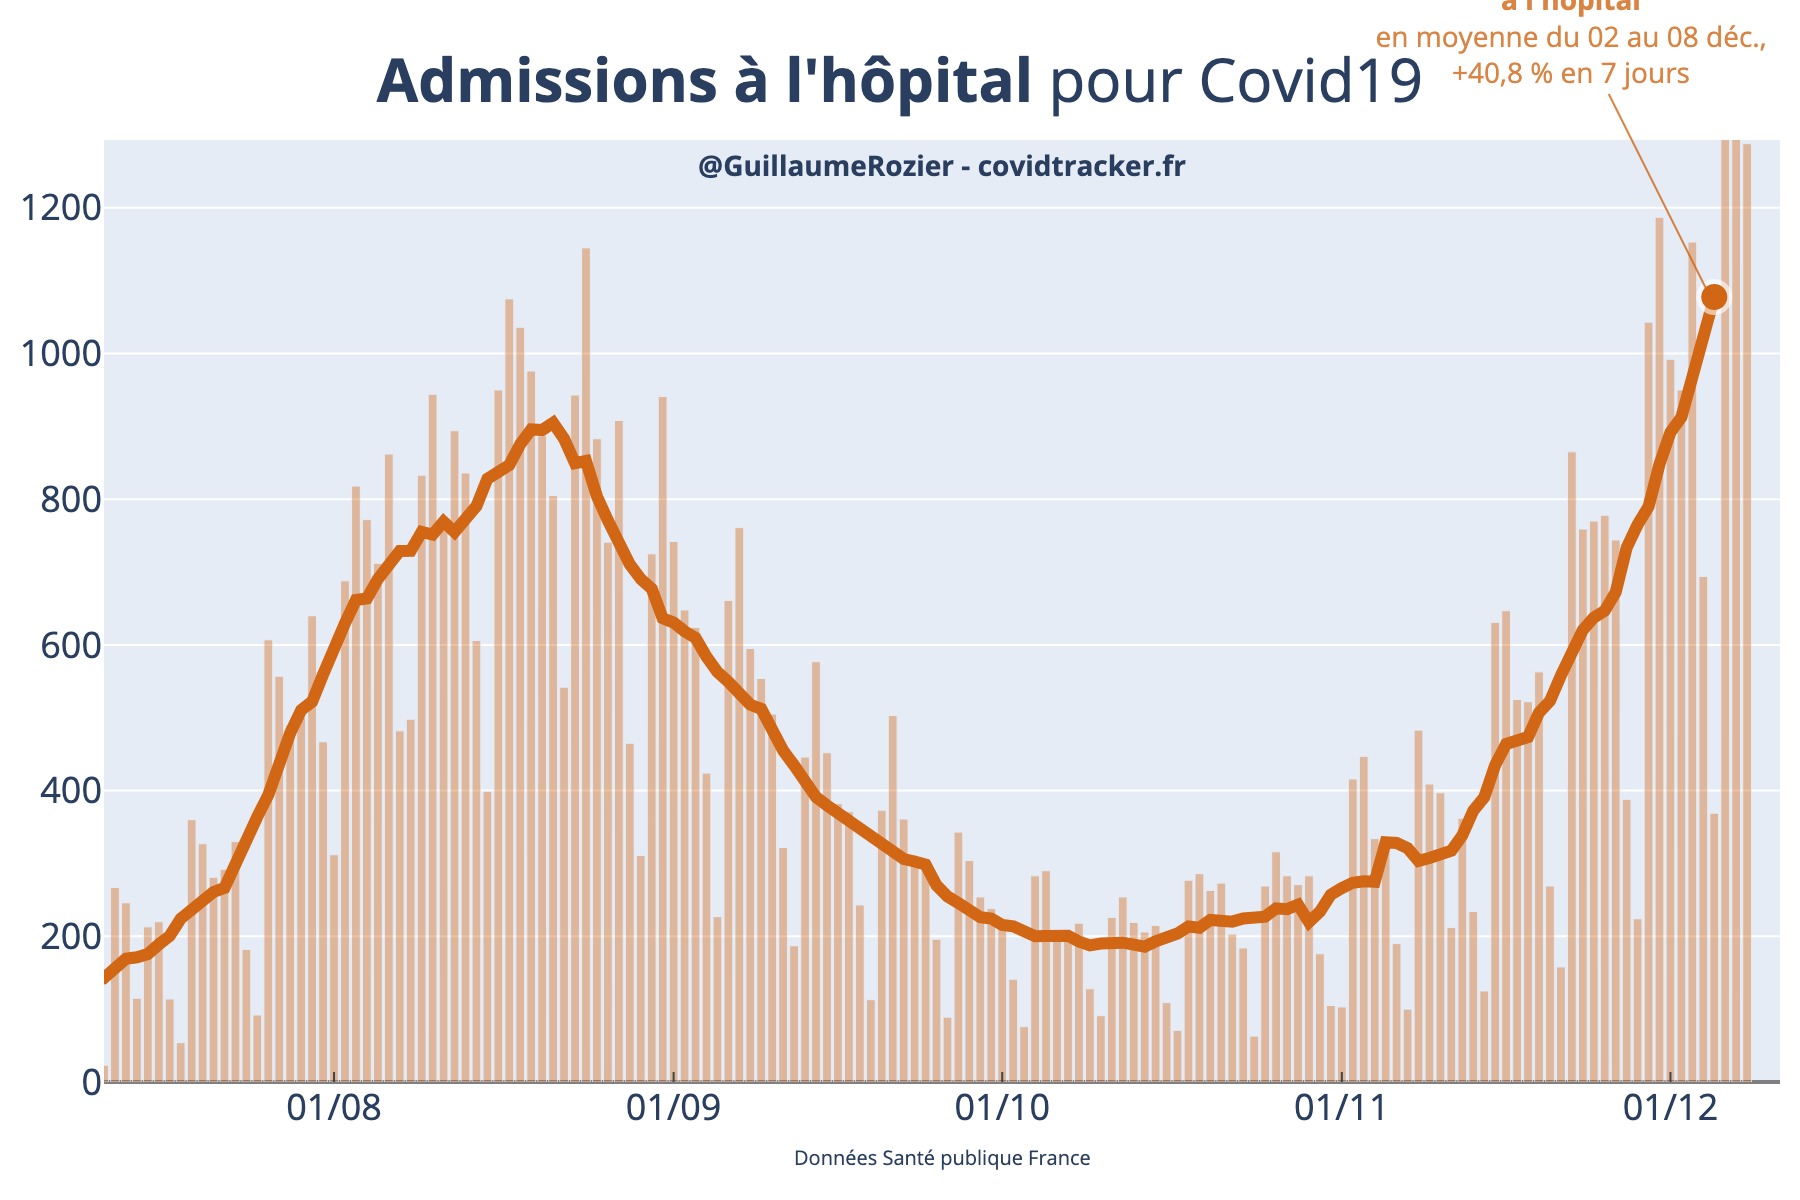 à l'hôpital
en moyenne du 02 au 08 déc.,
+40,8 % en 7 jours
Admissions à l'hôpital pour Covid19
@GuillaumeRozier - covidtracker.fr
1200
1000
800
600
400
200
0
01/08 01/09 01/10 01/11 01/12
Données Santé publique France